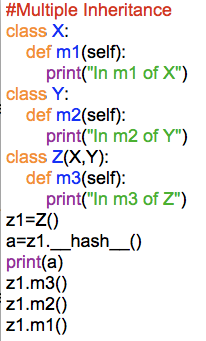 #Multiple Inheritance
class X:
    def m1(self):
        print("In m1 of X")
class Y:
    def m2(self):
        print("In m2 of Y")
class Z(X,Y):
    def m3(self):
        print("In m3 of Z")
z1=Z()
a=z1.__hash__()
print(a)
z1.m3()
z1.m2()
z1.m1()